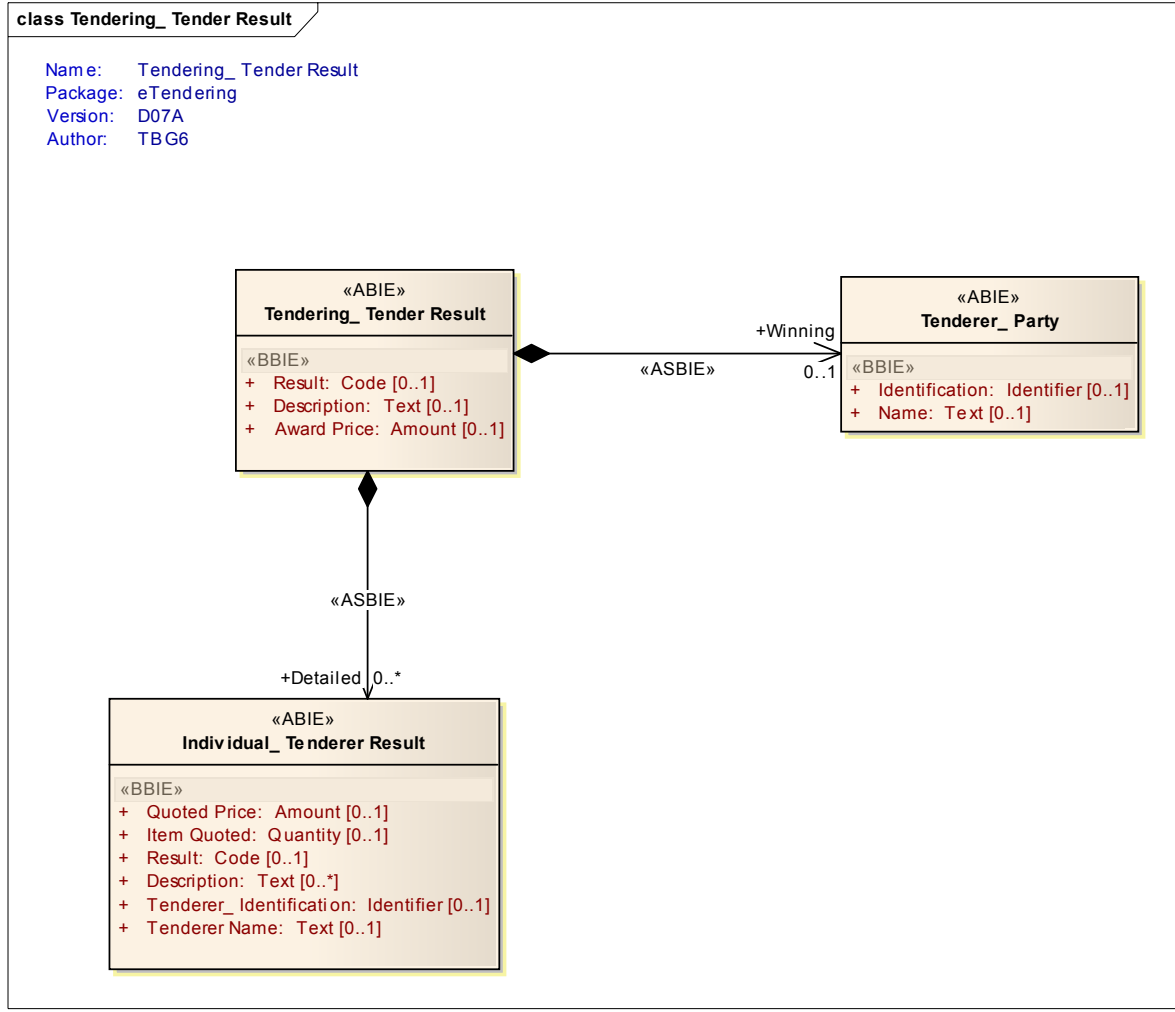 class Tendering_ Tender Result
Name: Tendering_ Tender Result
Package: eTendering
Version: D07A
Author: TBG6
«ABIE»
Tendering_ Tender Result
«BBIE»
+ Result: Code [0..1]
+ Description: Text [0..1]
+ Award Price: Amount [0..1]
+Winning
«ASBIE»
0..1
«ABIE»
Tenderer_ Party
«BBIE»
+ Identification: Identifier [0..1]
+ Name: Text [0..1]
«ASBIE»
+Detailed 0..*
«ABIE»
Individual_ Tenderer Result
«BBIE»
+ Quoted Price: Amount [0..1]
+ Item Quoted: Quantity [0..1]
+ Result: Code [0..1]
+ Description: Text [0..*]
+ Tenderer_ Identification: Identifier [0..1]
+ Tenderer Name: Text [0..1]